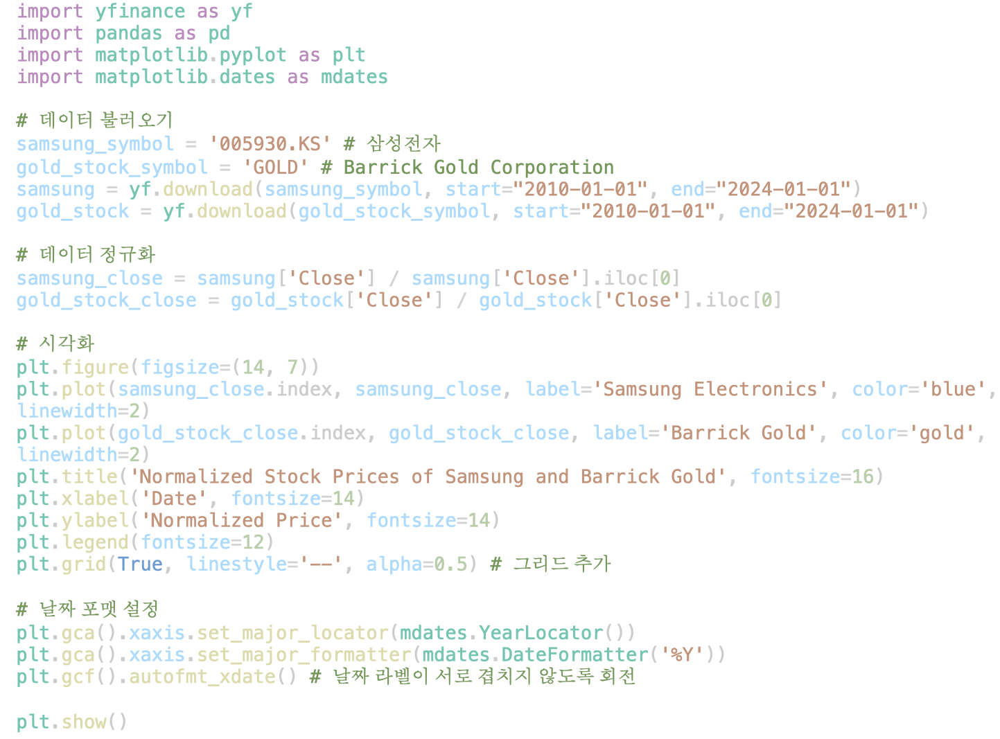 import yfinance as yf
import pandas as pd
import matplotlib.pyplot as plt
import matplotlib.dates as mdates
# 데이터 불러오기
samsung_symbol = '005930.KS' # 삼성전자
gold_stock_symbol = 'GOLD' # Barrick Gold Corporation
samsung = yf.download(samsung_symbol, start="2010-01-01", end="2024-01-01")
gold_stock = yf.download(gold_stock_symbol, start="2010-01-01", end="2024-01-01")
# 데이터 정규화
samsung_close = samsung['Close'] / samsung['Close'].iloc[0]
gold_stock_close = gold_stock['Close'] / gold_stock['Close'].iloc[0]
# 시각화
plt.figure(figsize=(14, 7))
plt.plot(samsung_close.index, samsung_close, label='Samsung Electronics', color='blue',
linewidth=2)
plt.plot(gold_stock_close.index, gold_stock_close, label='Barrick Gold', color='gold',
linewidth=2)
plt.title('Normalized Stock Prices of Samsung and Barrick Gold', fontsize=16)
plt.xlabel('Date', fontsize=14)
plt.ylabel('Normalized Price', fontsize=14)
plt.legend(fontsize=12)
plt.grid(True, linestyle='--', alpha=0.5) # 그리드 추가
# 날짜 포맷 설정
plt.gca().xaxis.set_major_locator(mdates.YearLocator())
plt.gca().xaxis.set_major_formatter(mdates.DateFormatter('%Y'))
plt.gcf().autofmt_xdate() # 날짜 라벨이 서로 겹치지 않도록 회전
plt.show()